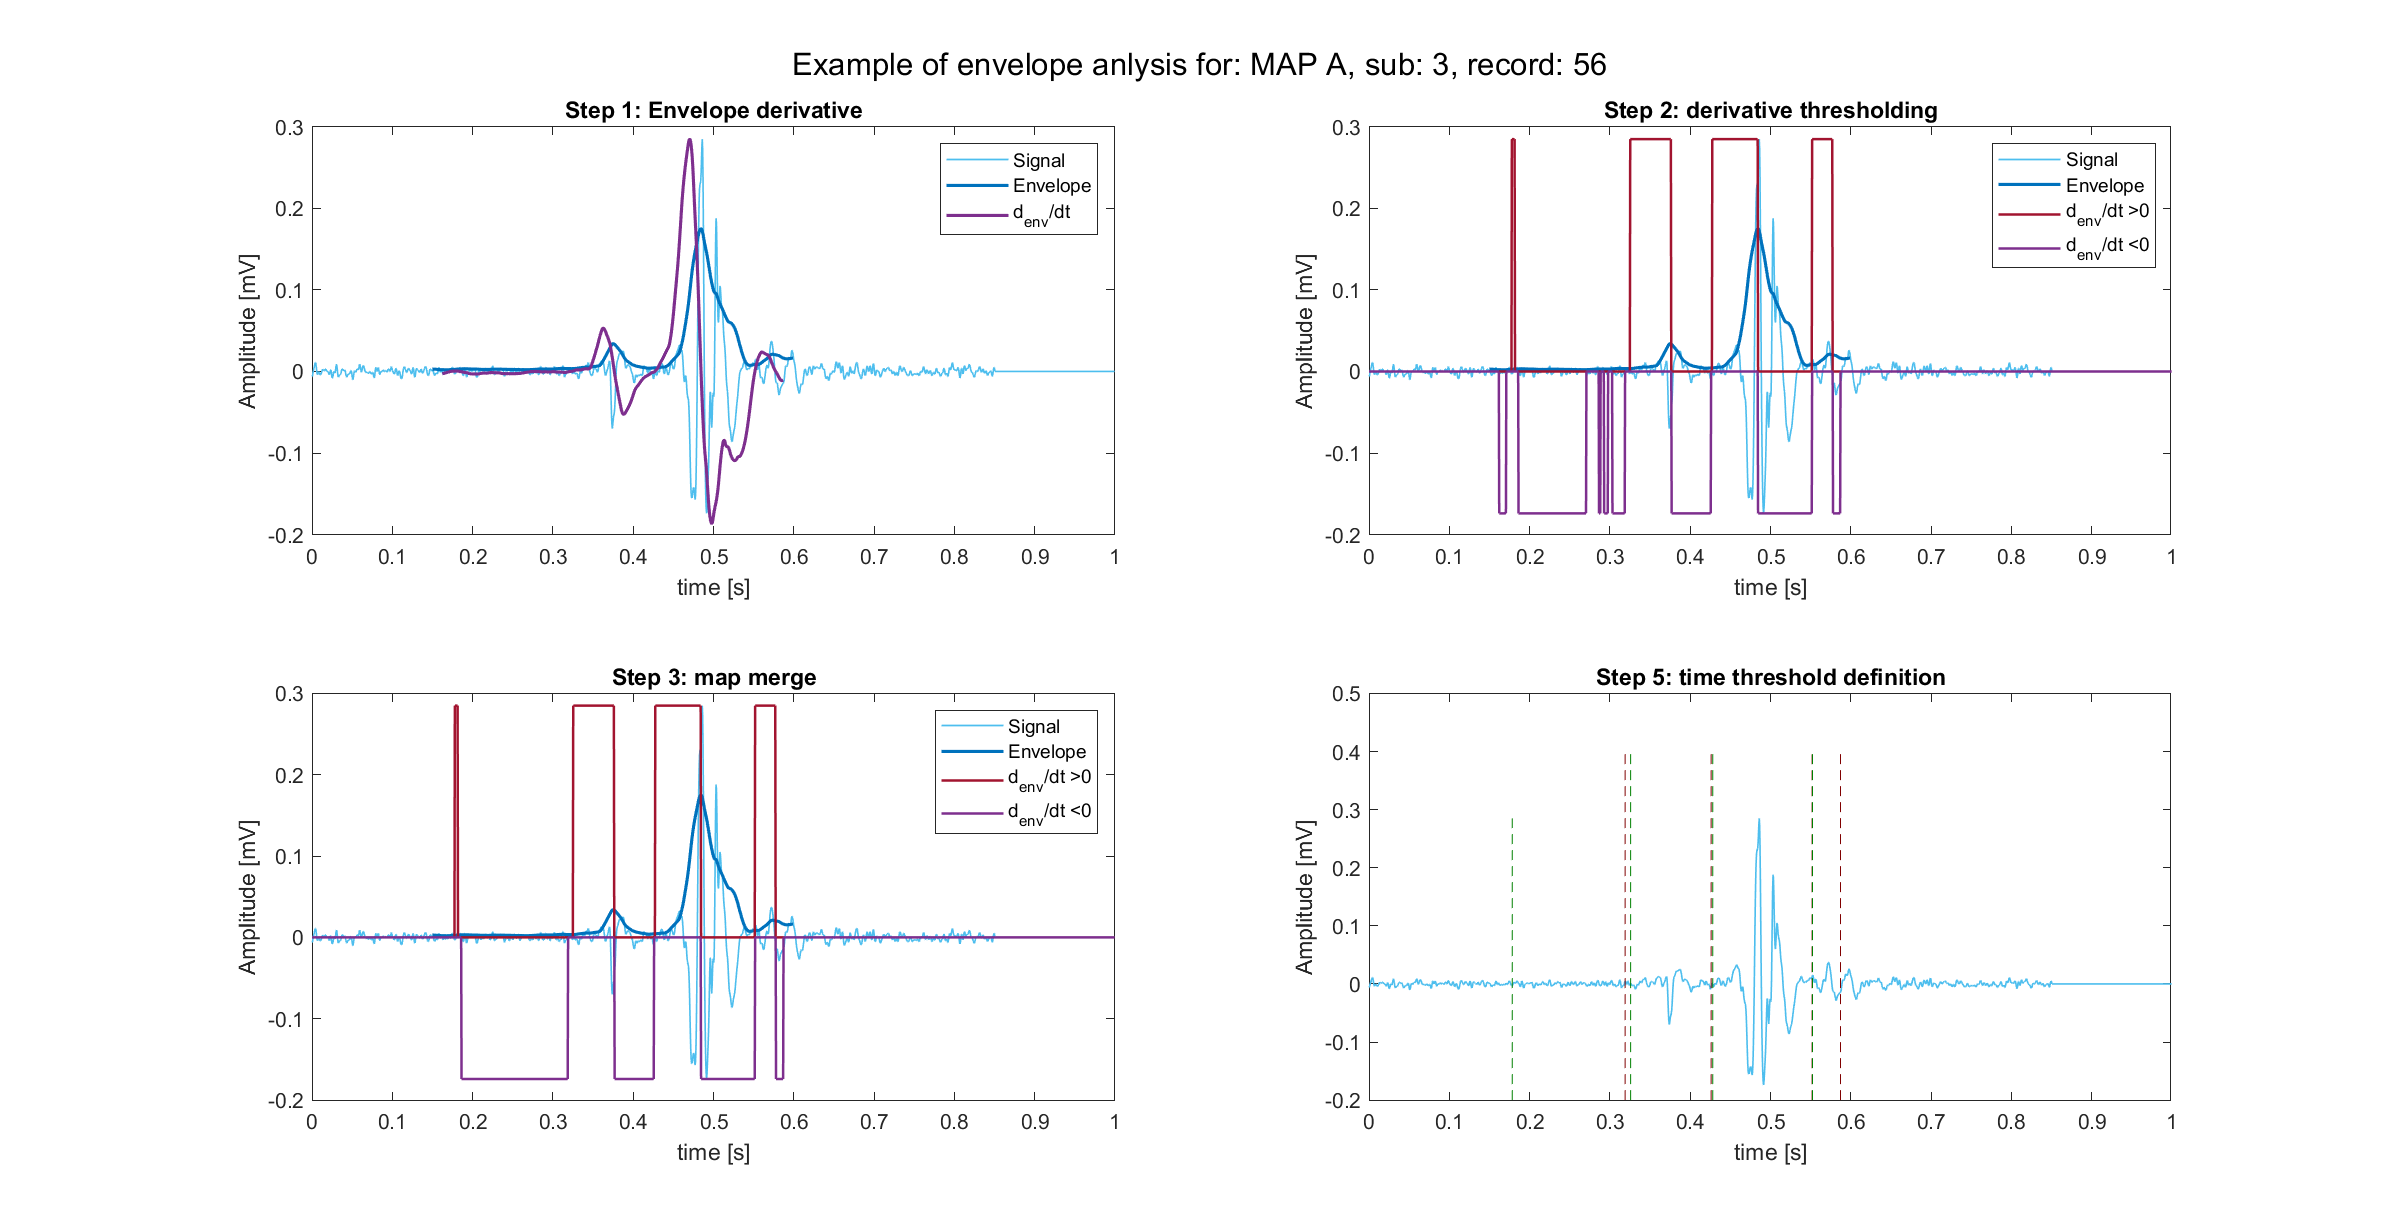 Example of envelope anlysis for: MAP A, sub: 3, record: 56
Step 1: Envelope derivative
0.3
0.2
0.1
0
-0.1
-0.2
Amplitude [mV]
0 0.1 0.2 0.3 0.4 0.5 0.6 0.7 0.8 0.9 1
time [s]
Signal
Envelope
d_env/dt
Step 2: derivative thresholding
0.3
0.2
0.1
0
-0.1
-0.2
Amplitude [mV]
0 0.1 0.2 0.3 0.4 0.5 0.6 0.7 0.8 0.9 1
time [s]
Signal
Envelope
d_env/dt >0
d_env/dt <0
Step 3: map merge
0.3
0.2
0.1
0
-0.1
-0.2
Amplitude [mV]
0 0.1 0.2 0.3 0.4 0.5 0.6 0.7 0.8 0.9 1
time [s]
Signal
Envelope
d_env/dt >0
d_env/dt <0
Step 5: time threshold definition
0.5
0.4
0.3
0.2
0.1
0
-0.1
-0.2
Amplitude [mV]
0 0.1 0.2 0.3 0.4 0.5 0.6 0.7 0.8 0.9 1
time [s]